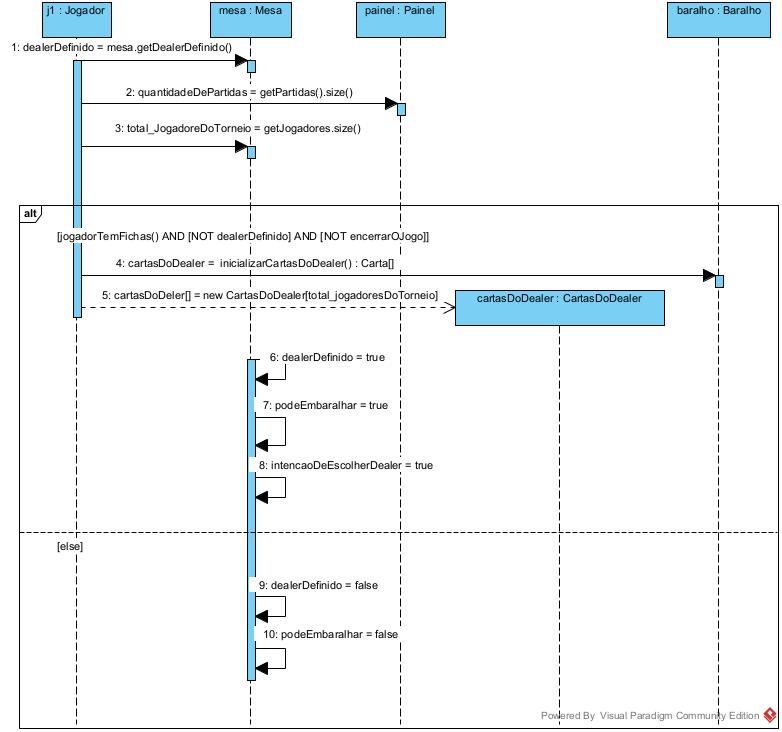 j1 : Jogador
mesa : Mesa
painel : Painel
baralho : Baralho
1: dealerDefinido = mesa.getDealerDefinido()
2: quantidadeDePartidas = getPartidas().size()
3: total_JogadoreDoTorneio = getJogadores.size()
alt
[jogadorTemFichas() AND [NOT dealerDefinido] AND [NOT encerrarOJogo]]
4: cartasDoDealer = inicializarCartasDoDealer() : Carta[]
5: cartasDoDeler[] = new CartasDoDealer[total_jogadoresDoTorneio]
cartasDoDealer : CartasDoDealer
6: dealerDefinido = true
7: podeEmbaralhar = true
8: intencaoDeEscolherDealer = true
[else]
9: dealerDefinido = false
10: podeEmbaralhar = false
Powered By Visual Paradigm Community Edition